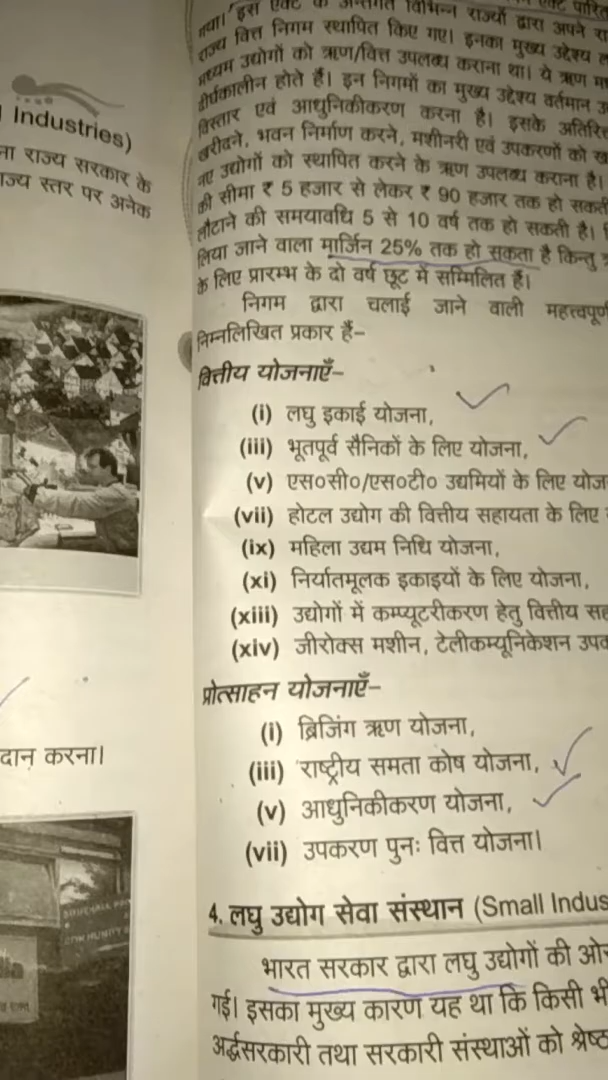 Industries)
ना राज्य सरकार के
राज्य स्तर पर अनेक
दान करना।
गया। इस एक्ट के अन्तर्गत विभिन्न राज्यों द्वारा अपने
राज्य वित्त निगम स्थापित किए गए। इनका मुख्य उद्देश्य
मध्यम उद्योगों को ऋण/वित्त उपलब्ध कराना था। ये ऋण
दीर्घकालीन होते हैं। इन निगमों का मुख्य उद्देश्य वर्तमान
विस्तार एवं आधुनिकीकरण करना है। इसके अतिरिक्त
खरीदने, भवन निर्माण करने, मशीनरी एवं उपकरणों को
नए उद्योगों को स्थापित करने के ऋण उपलब्ध कराना है।
की सीमा ₹ 5 हजार से लेकर ₹ 90 हजार तक हो सकती
लौटाने की समयावधि 5 से 10 वर्ष तक हो सकती है।
लिया जाने वाला मार्जिन 25% तक हो सकता है किन्तु
के लिए प्रारम्भ के दो वर्ष छूट में सम्मिलित हैं।
निगम द्वारा चलाई जाने वाली महत्त्वपूर्ण
निम्नलिखित प्रकार हैं–
वित्तीय योजनाएँ–
(i) लघु इकाई योजना,
(iii) भूतपूर्व सैनिकों के लिए योजना,
(v) एस०सी०/एस०टी० उद्यमियों के लिए योज
(vii) होटल उद्योग की वित्तीय सहायता के लिए
(ix) महिला उद्यम निधि योजना,
(xi) निर्यातमूलक इकाइयों के लिए योजना,
(xiii) उद्योगों में कम्प्यूटरीकरण हेतु वित्तीय सह
(xiv) जीरोक्स मशीन, टेलीकम्यूनिकेशन उपक
प्रोत्साहन योजनाएँ–
(i) ब्रिजिंग ऋण योजना,
(iii) राष्ट्रीय समता कोष योजना,
(v) आधुनिकीकरण योजना,
(vii) उपकरण पुनः वित्त योजना।
4. लघु उद्योग सेवा संस्थान (Small Indus
भारत सरकार द्वारा लघु उद्योगों की ओर
गई। इसका मुख्य कारण यह था कि किसी भी
अर्द्धसरकारी तथा सरकारी संस्थाओं को श्रेष्ठ